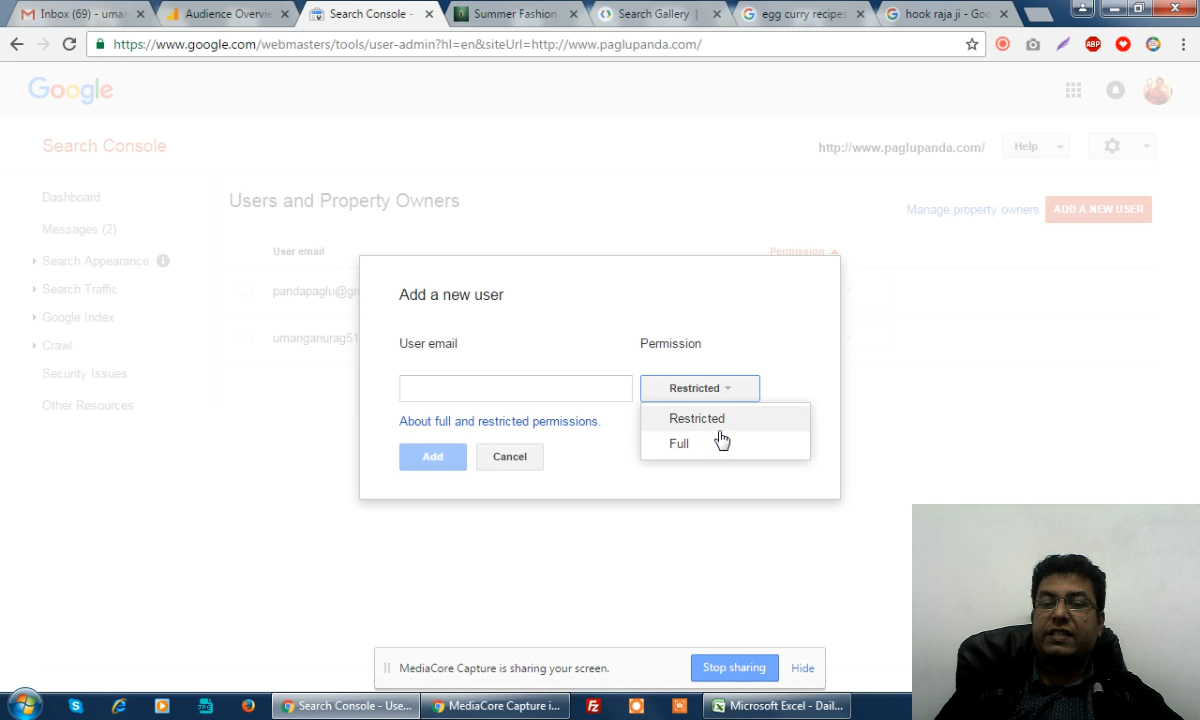 Inbox (69) - uma
Audience Overvie
Search Console -
Summer Fashion
Search Gallery |
egg curry recipes
hook raja ji - Goo
https://www.google.com/webmasters/tools/user-admin?hl=en&siteUrl=http://www.paglupanda.com/
ABP
Google
Search Console
http://www.paglupanda.com/
Help
Dashboard
Users and Property Owners
Manage property owners
ADD A NEW USER
Messages (2)
User email
Permission
Search Appearance
Search Traffic
pandapaglu@gm
Google Index
umanganurag51
Crawl
Security Issues
Other Resources
Add a new user
User email
Permission
Restricted
About full and restricted permissions.
Restricted
Full
Add
Cancel
MediaCore Capture is sharing your screen.
Stop sharing
Hide
Search Console - Use...
MediaCore Capture i...
Microsoft Excel - Dail...